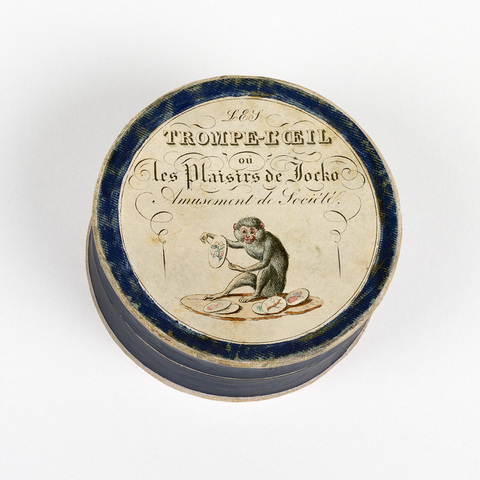 LES
TROMPE-L'ŒIL
ou
les Plaisirs de Jocko
Amusement de Société.